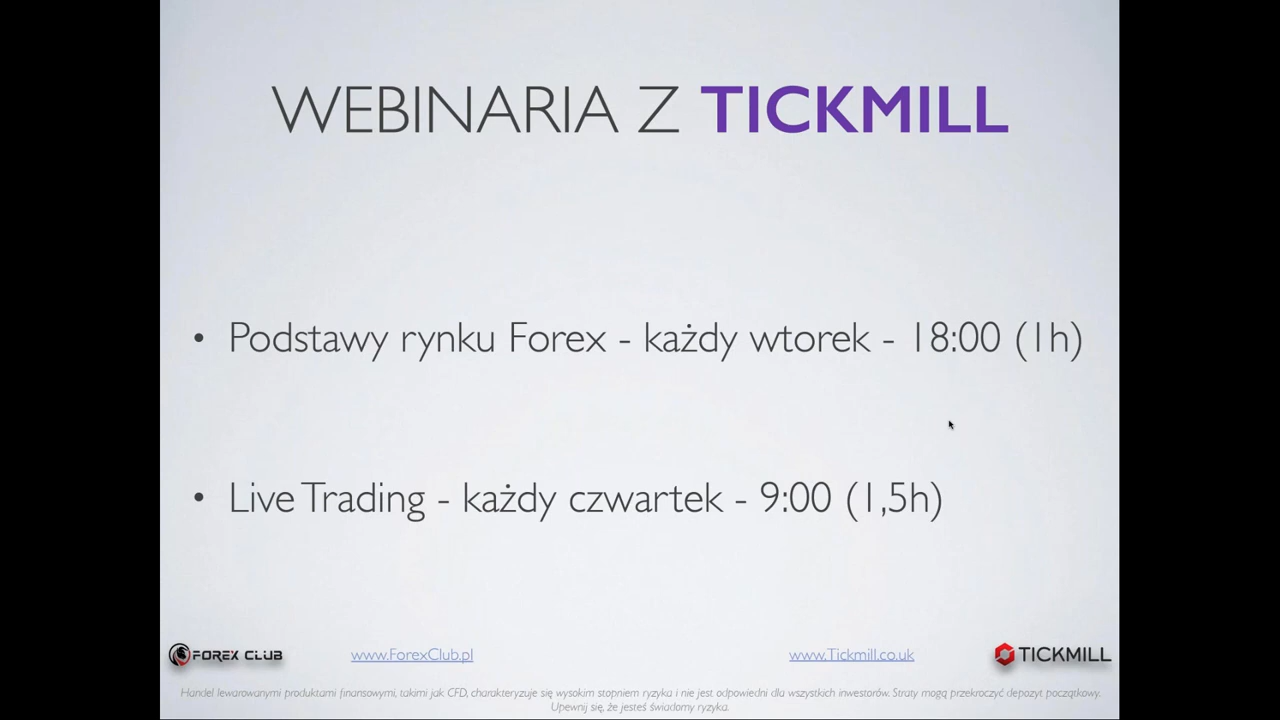 WEBINARIA Z TICKMILL
• Podstawy rynku Forex - każdy wtorek - 18:00 (1h)
• Live Trading - każdy czwartek - 9:00 (1,5h)
FOREX CLUB www.ForexClub.pl www.Tickmill.co.uk TICKMILL
Handel lewarowanymi produktami finansowymi, takimi jak CFD, charakteryzuje się wysokim stopniem ryzyka i nie jest odpowiedni dla wszystkich inwestorów. Straty mogą przekroczyć depozyt początkowy.
Upewnij się, że jesteś świadomy ryzyka.